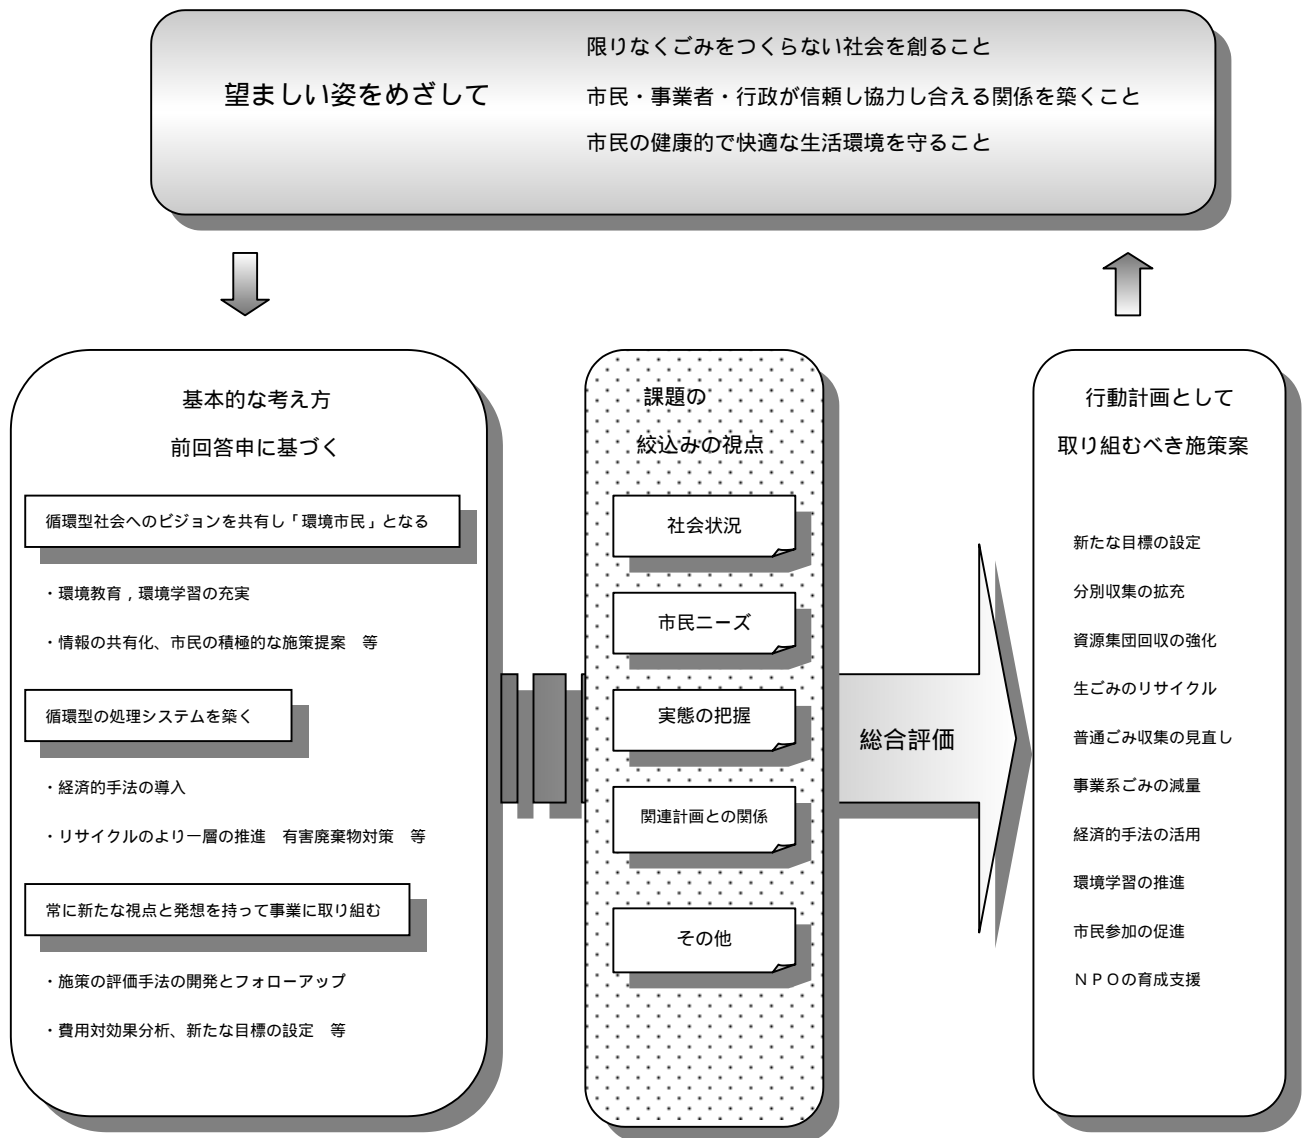 望ましい姿をめざして
限りなくごみをつくらない社会を創ること
市民・事業者・行政が信頼し協力し合える関係を築くこと
市民の健康的で快適な生活環境を守ること
基本的な考え方
前回答申に基づく
循環型社会へのビジョンを共有し「環境市民」となる
・環境教育,環境学習の充実
・情報の共有化、市民の積極的な施策提案　等
循環型の処理システムを築く
・経済的手法の導入
・リサイクルのより一層の推進　有害廃棄物対策　等
常に新たな視点と発想を持って事業に取り組む
・施策の評価手法の開発とフォローアップ
・費用対効果分析、新たな目標の設定　等
課題の
絞込みの視点
社会状況
市民ニーズ
実態の把握
関連計画との関係
その他
総合評価
行動計画として
取り組むべき施策案
新たな目標の設定
分別収集の拡充
資源集団回収の強化
生ごみのリサイクル
普通ごみ収集の見直し
事業系ごみの減量
経済的手法の活用
環境学習の推進
市民参加の促進
ＮＰＯの育成支援